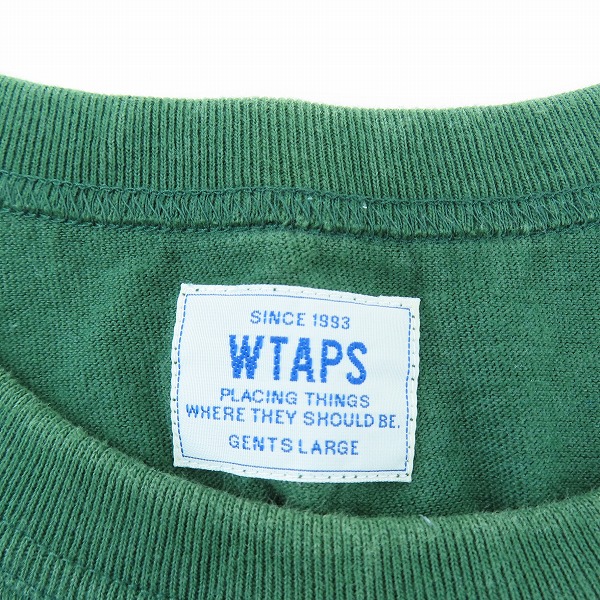 SINCE 1993
WTAPS
PLACING THINGS
WHERE THEY SHOULD BE.
GENTS LARGE